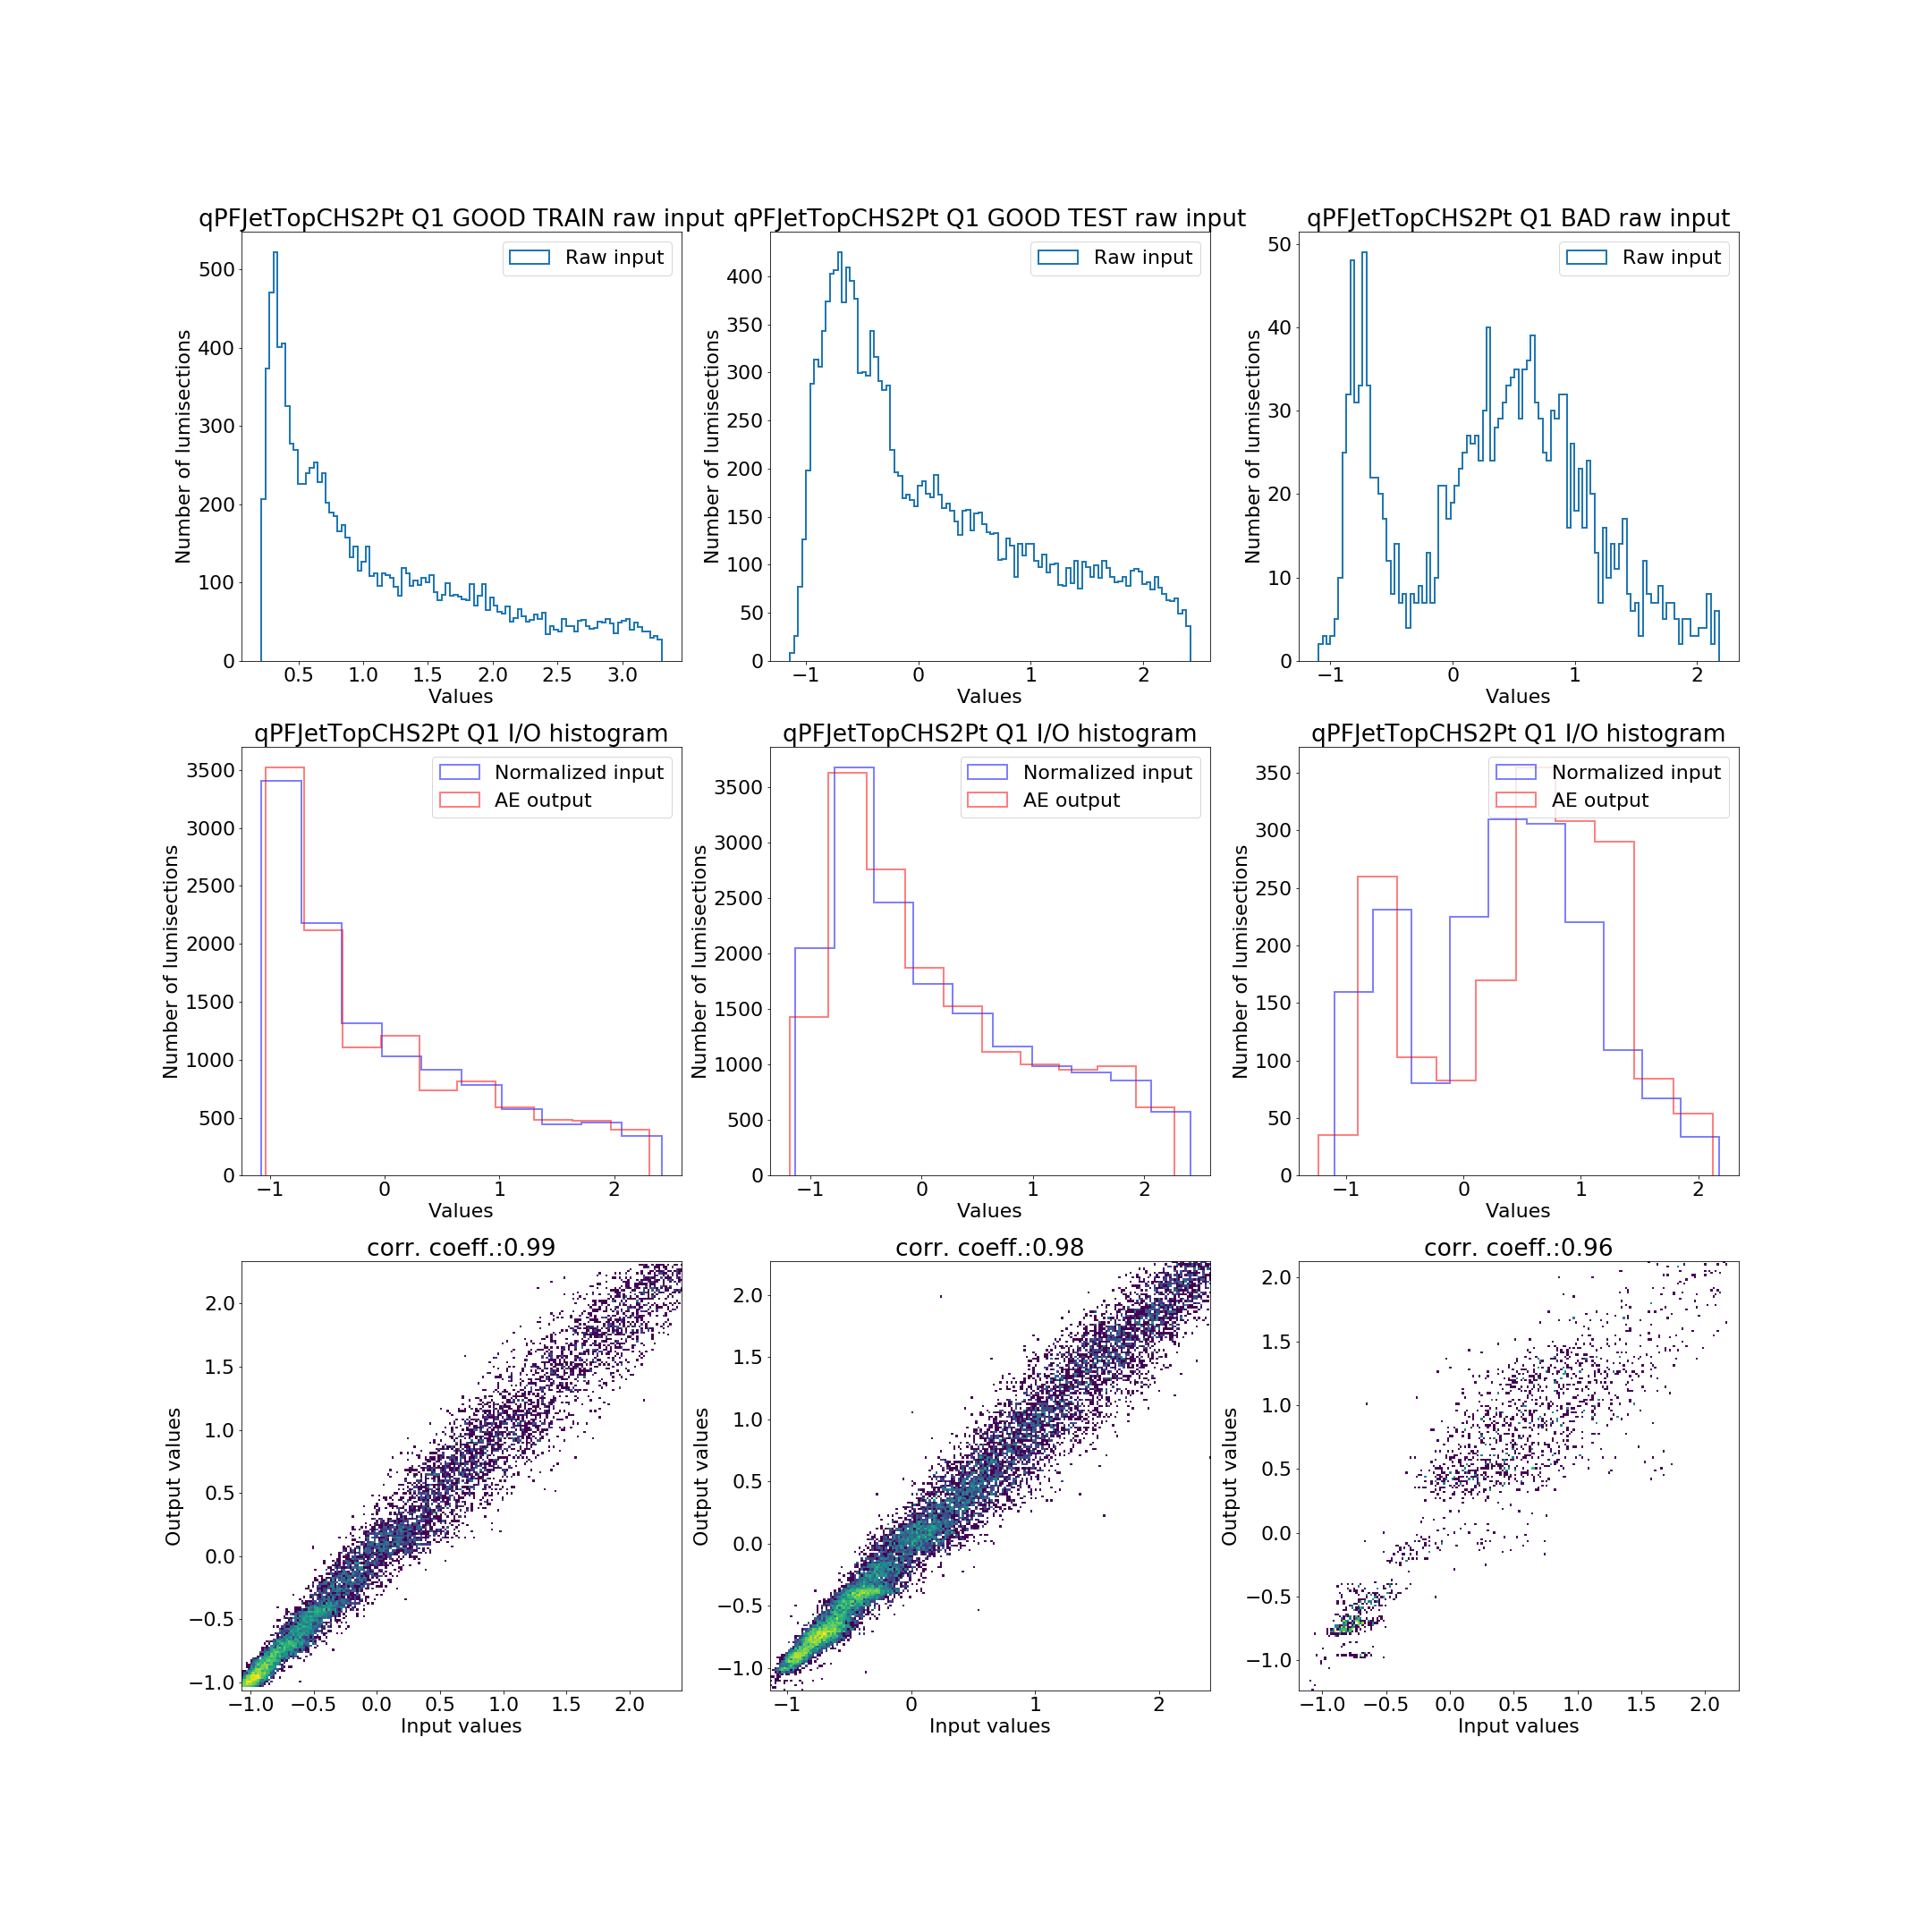 qPFJetTopCHS2Pt Q1 GOOD TRAIN raw input
Raw input
Number of lumisections
0
100
200
300
400
500
0.5 1.0 1.5 2.0 2.5 3.0
Values
qPFJetTopCHS2Pt Q1 GOOD TEST raw input
Raw input
Number of lumisections
0
50
100
150
200
250
300
350
400
−1 0 1 2
Values
qPFJetTopCHS2Pt Q1 BAD raw input
Raw input
Number of lumisections
0
10
20
30
40
50
−1 0 1 2
Values
qPFJetTopCHS2Pt Q1 I/O histogram
Normalized input
AE output
Number of lumisections
0
500
1000
1500
2000
2500
3000
3500
−1 0 1 2
Values
qPFJetTopCHS2Pt Q1 I/O histogram
Normalized input
AE output
Number of lumisections
0
500
1000
1500
2000
2500
3000
3500
−1 0 1 2
Values
qPFJetTopCHS2Pt Q1 I/O histogram
Normalized input
AE output
Number of lumisections
0
50
100
150
200
250
300
350
−1 0 1 2
Values
corr. coeff.:0.99
Output values
−1.0
−0.5
0.0
0.5
1.0
1.5
2.0
−1.0 −0.5 0.0 0.5 1.0 1.5 2.0
Input values
corr. coeff.:0.98
Output values
−1.0
−0.5
0.0
0.5
1.0
1.5
2.0
−1 0 1 2
Input values
corr. coeff.:0.96
Output values
−1.0
−0.5
0.0
0.5
1.0
1.5
2.0
−1.0 −0.5 0.0 0.5 1.0 1.5 2.0
Input values